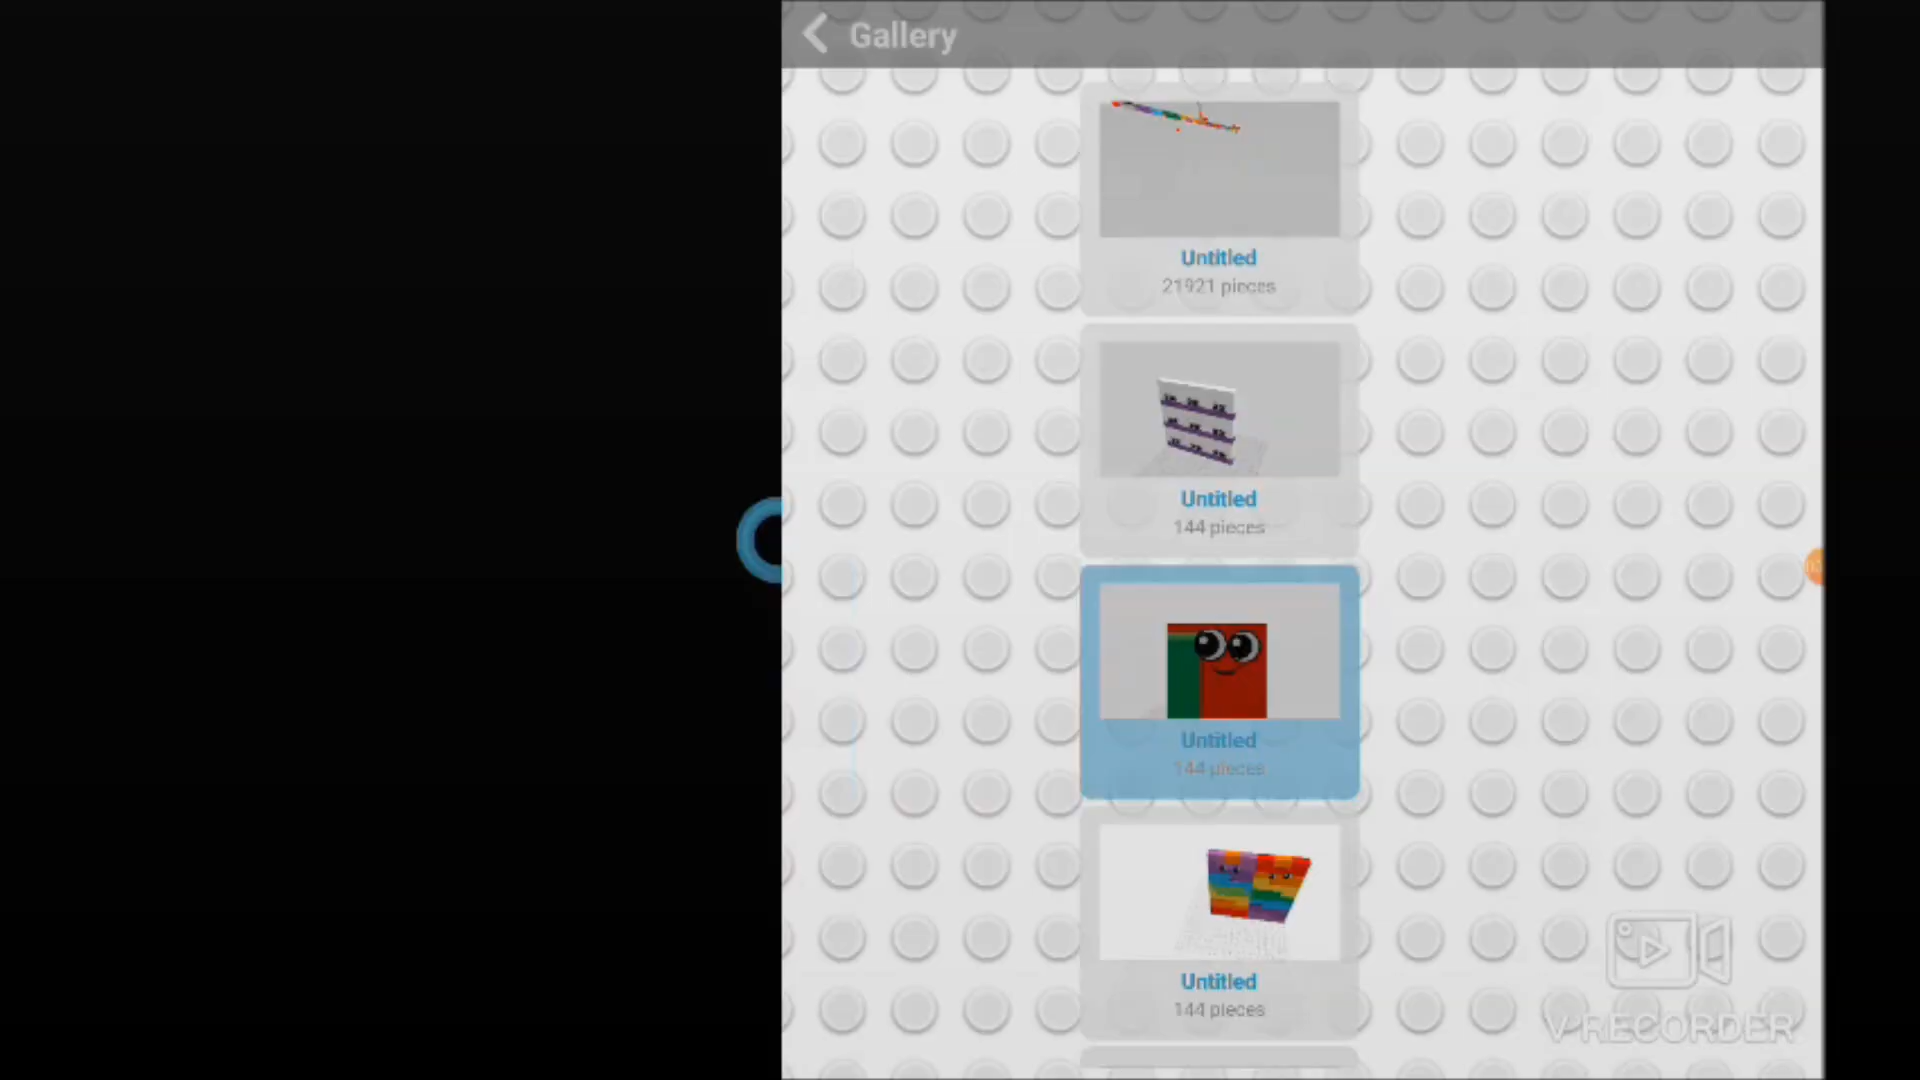 Gallery
Untitled
21921 pieces
Untitled
144 pieces
Untitled
144 pieces
Untitled
144 pieces
V RECORDER